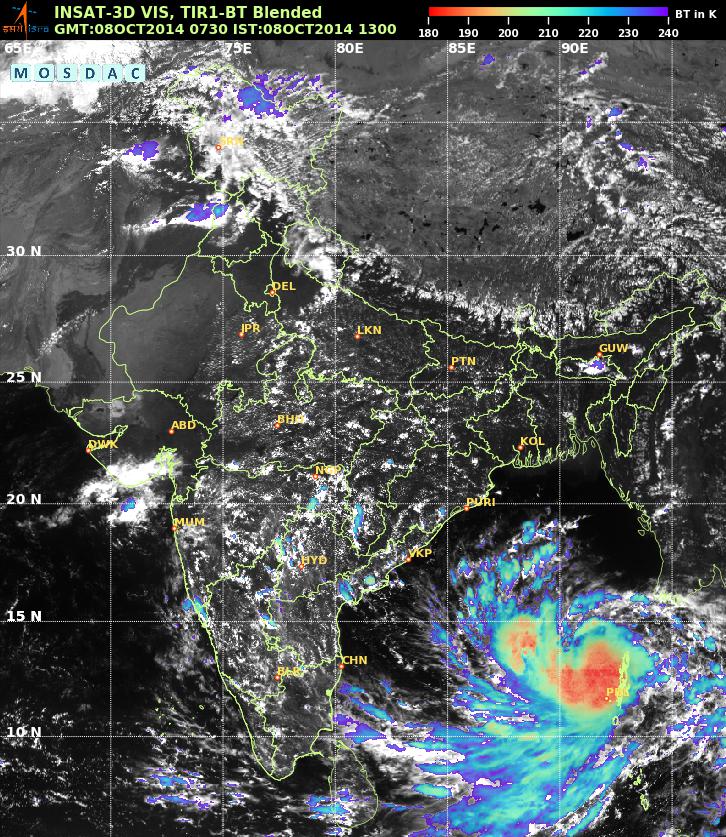 INSAT-3D VIS, TIR1-BT Blended
GMT:08OCT2014 0730 IST:08OCT2014 1300
BT in K
180 190 200 210 220 230 240
65E 75E 80E 85E 90E
M O S D A C
SRN
30 N
DEL
JPR
LKN
GUW
PTN
25 N
ABD
BHP
DWK
KOL
NGP
20 N
PURI
MUM
VKP
HYD
15 N
CHN
BLR
PBL
10 N